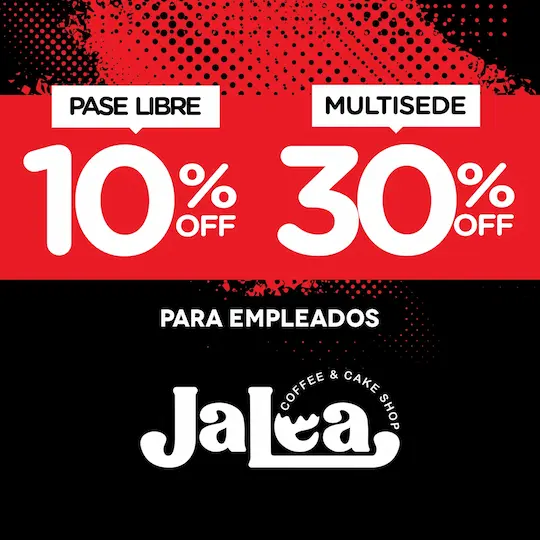 PASE LIBRE
10% OFF
MULTISEDE
30% OFF
PARA EMPLEADOS
JaLea
COFFEE & CAKE SHOP